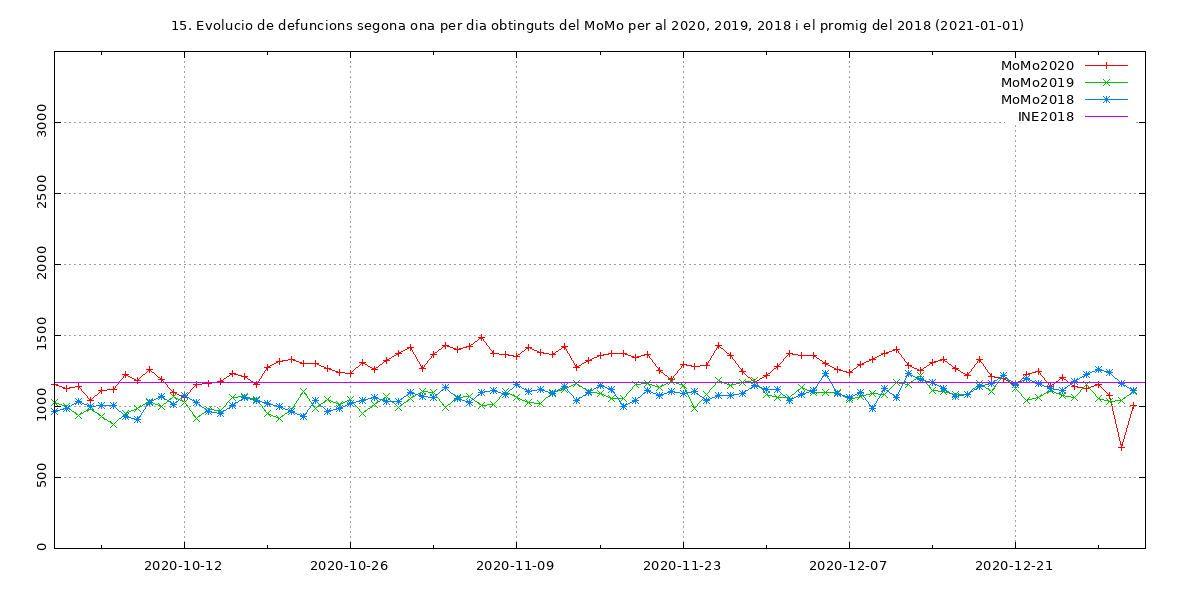 15. Evolucio de defuncions segona ona per dia obtinguts del MoMo per al 2020, 2019, 2018 i el promig del 2018 (2021-01-01)
MoMo2020
MoMo2019
MoMo2018
INE2018
3000
2500
2000
1500
1000
500
0
2020-10-12 2020-10-26 2020-11-09 2020-11-23 2020-12-07 2020-12-21